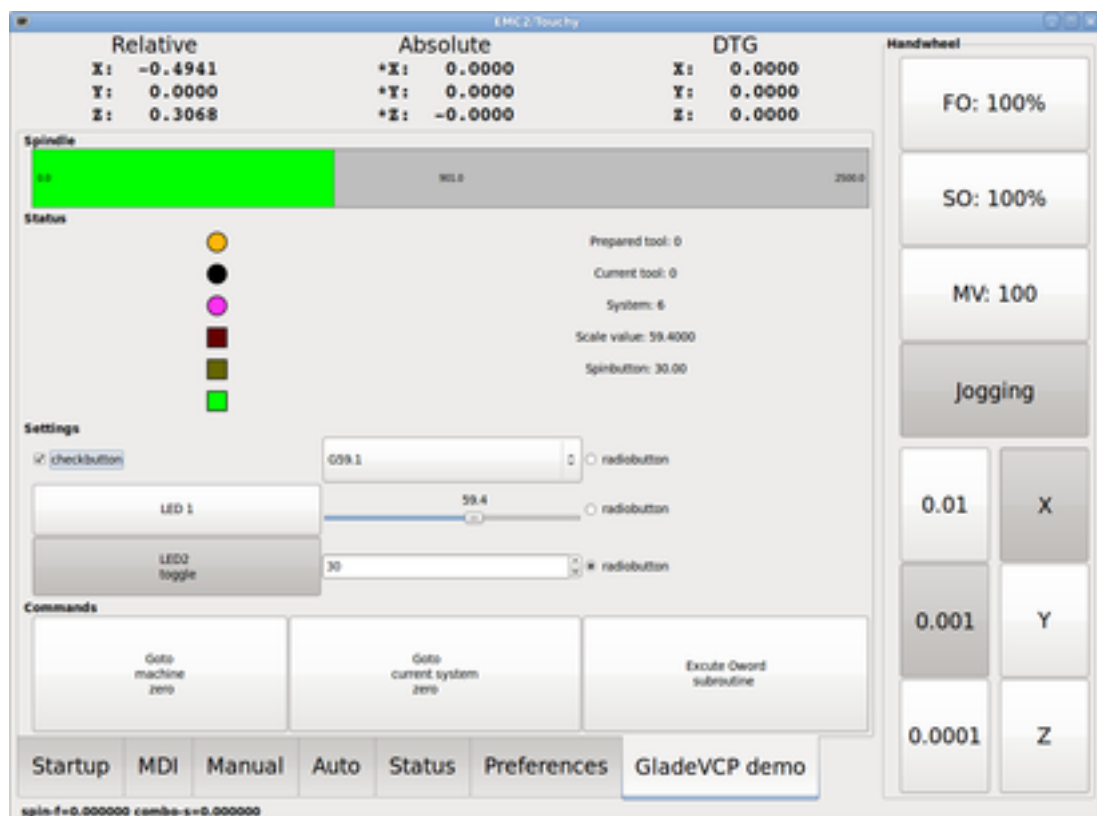 EMC2/Touchy
Relative Absolute DTG
X: -0.4941 *X: 0.0000 X: 0.0000
Y: 0.0000 *Y: 0.0000 Y: 0.0000
Z: 0.3068 *Z: -0.0000 Z: 0.0000
Handwheel
FO: 100%
SO: 100%
MV: 100
Jogging
0.01 X
0.001 Y
0.0001 Z
Spindle
0.0 901.0 2500.0
Status
Prepared tool: 0
Current tool: 0
System: 6
Scale value: 59.4000
Spinbutton: 30.00
Settings
checkbutton G59.1 radiobutton
LED 1 59.4 radiobutton
LED2
toggle
30 radiobutton
Commands
Goto
machine
zero
Goto
current system
zero
Excute Oword
subroutine
Startup MDI Manual Auto Status Preferences GladeVCP demo
spin-f=0.000000 combo-s=0.000000